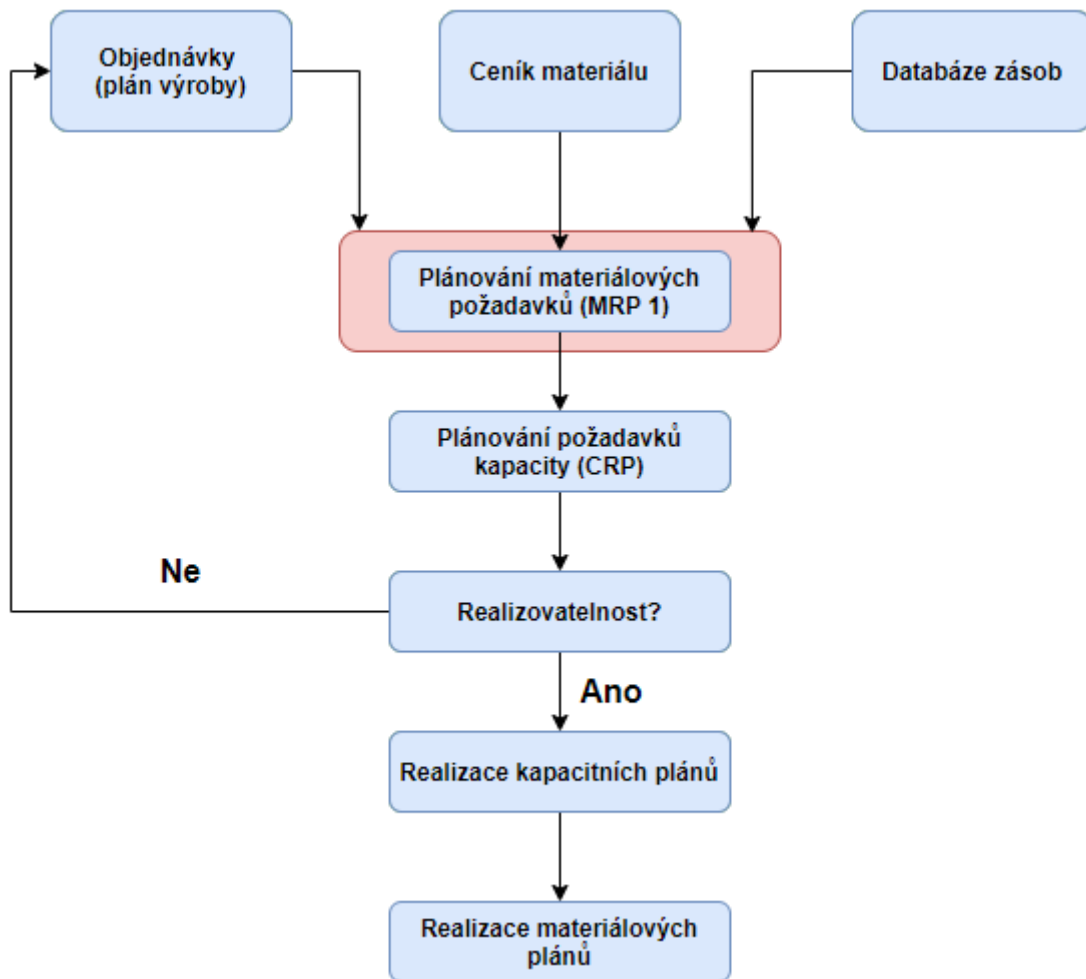 Objednávky
(plán výroby)
Ceník materiálu
Databáze zásob
Plánování materiálových
požadavků (MRP 1)
Plánování požadavků
kapacity (CRP)
Ne
Realizovatelnost?
Ano
Realizace kapacitních plánů
Realizace materiálových
plánů